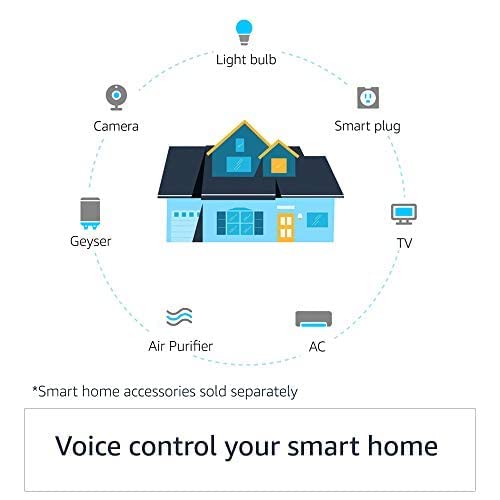 Light bulb
Camera
Smart plug
Geyser
TV
Air Purifier
AC
*Smart home accessories sold separately
Voice control your smart home